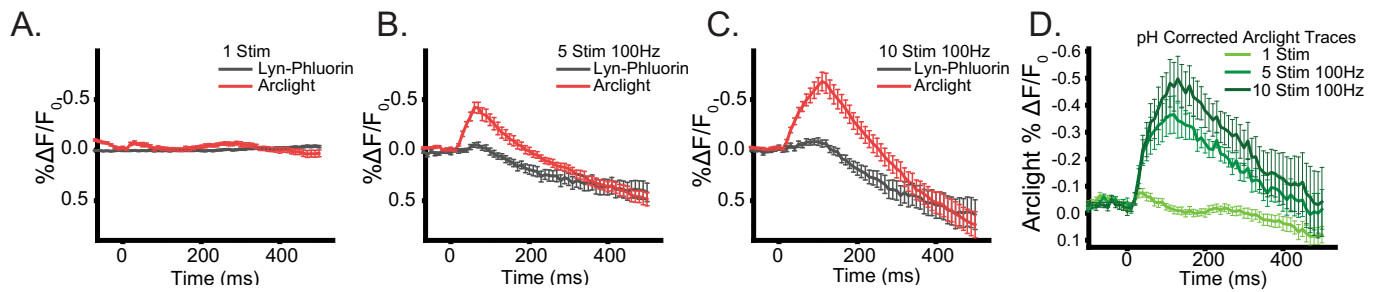 A.
1 Stim
Lyn-Phluorin
Arclight
%ΔF/F0
-0.5
0.0
0.5
0
200
400
Time (ms)
B.
5 Stim 100Hz
Lyn-Phluorin
Arclight
%ΔF/F0
-0.5
0.0
0.5
0
200
400
Time (ms)
C.
10 Stim 100Hz
Lyn-Phluorin
Arclight
%ΔF/F0
-0.5
0.0
0.5
0
200
400
Time (ms)
D.
pH Corrected Arclight Traces
1 Stim
5 Stim 100Hz
10 Stim 100Hz
Arclight % ΔF/F0
-0.6
-0.5
-0.4
-0.3
-0.2
-0.1
0.0
0.1
0
200
400
Time (ms)